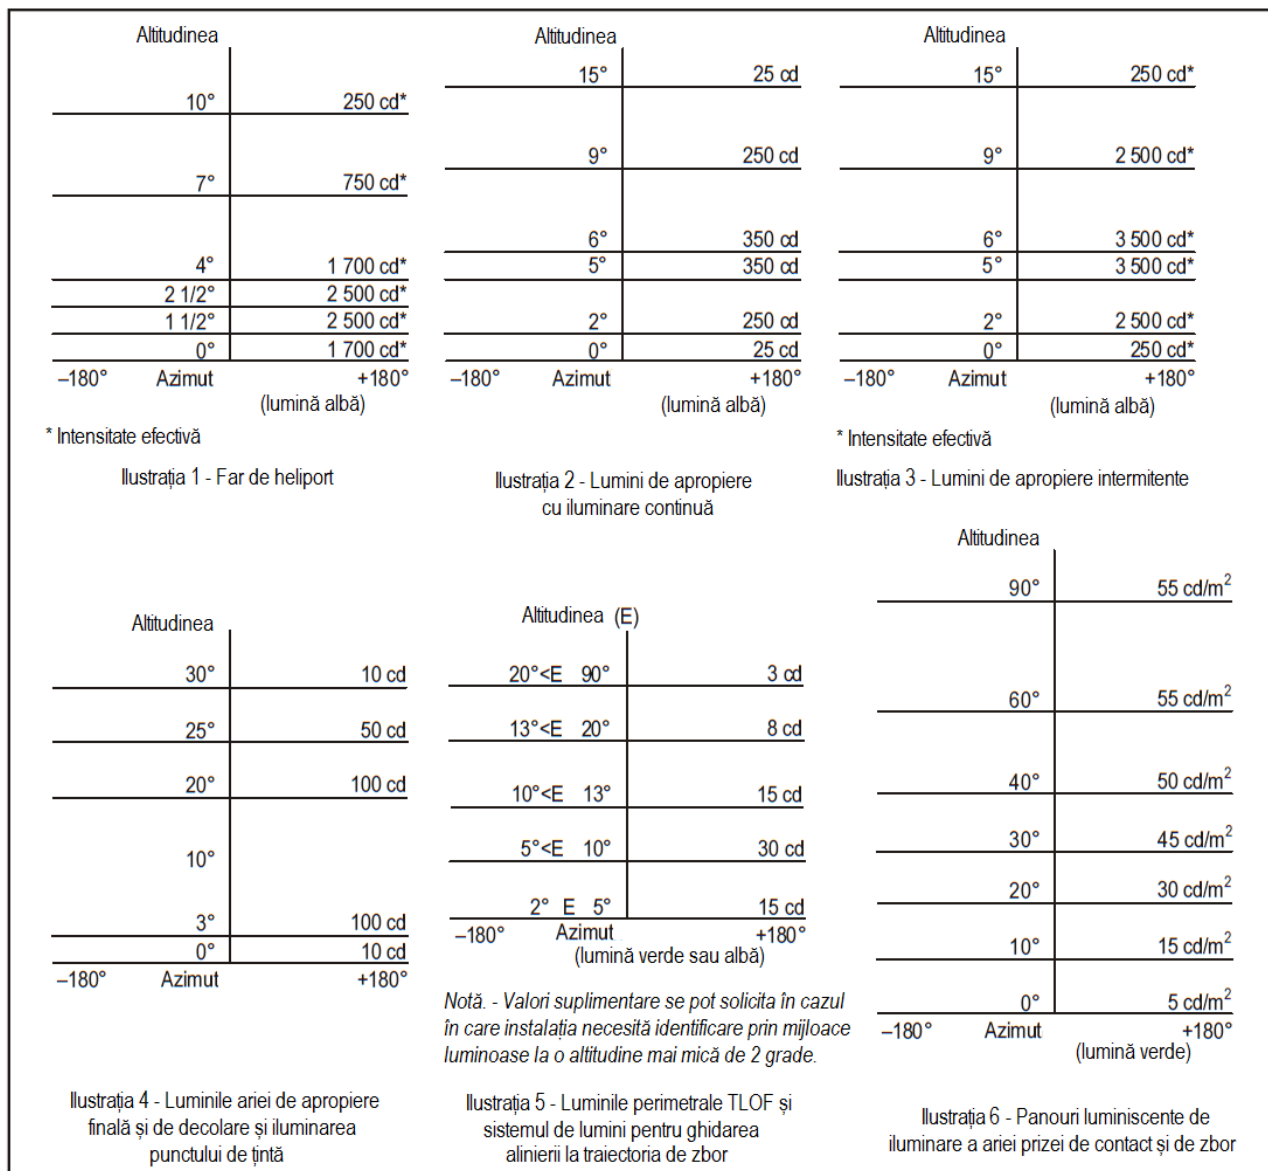 Altitudinea
10° 250 cd*
7° 750 cd*
4° 1 700 cd*
2 1/2° 2 500 cd*
1 1/2° 2 500 cd*
0° 1 700 cd*
–180° Azimut +180°
(lumină albă)
* Intensitate efectivă
Ilustrația 1 - Far de heliport
Altitudinea
15° 25 cd
9° 250 cd
6° 350 cd
5° 350 cd
2° 250 cd
0° 25 cd
–180° Azimut +180°
(lumină albă)
Ilustrația 2 - Lumini de apropiere
cu iluminare continuă
Altitudinea
15° 250 cd*
9° 2 500 cd*
6° 3 500 cd*
5° 3 500 cd*
2° 2 500 cd*
0° 250 cd*
–180° Azimut +180°
(lumină albă)
* Intensitate efectivă
Ilustrația 3 - Lumini de apropiere intermitente
Altitudinea
30° 10 cd
25° 50 cd
20° 100 cd
10°
3° 100 cd
0° 10 cd
–180° Azimut +180°
Ilustrația 4 - Luminile ariei de apropiere
finală și de decolare și iluminarea
punctului de țintă
Altitudinea (E)
20°<E 90° 3 cd
13°<E 20° 8 cd
10°<E 13° 15 cd
5°<E 10° 30 cd
2° E 5° 15 cd
–180° Azimut +180°
(lumină verde sau albă)
Notă. - Valori suplimentare se pot solicita în cazul
în care instalația necesită identificare prin mijloace
luminoase la o altitudine mai mică de 2 grade.
Ilustrația 5 - Luminile perimetrale TLOF și
sistemul de lumini pentru ghidarea
alinierii la traiectoria de zbor
Altitudinea
90° 55 cd/m²
60° 55 cd/m²
40° 50 cd/m²
30° 45 cd/m²
20° 30 cd/m²
10° 15 cd/m²
0° 5 cd/m²
–180° Azimut +180°
(lumină verde)
Ilustrația 6 - Panouri luminiscente de
iluminare a ariei prizei de contact și de zbor